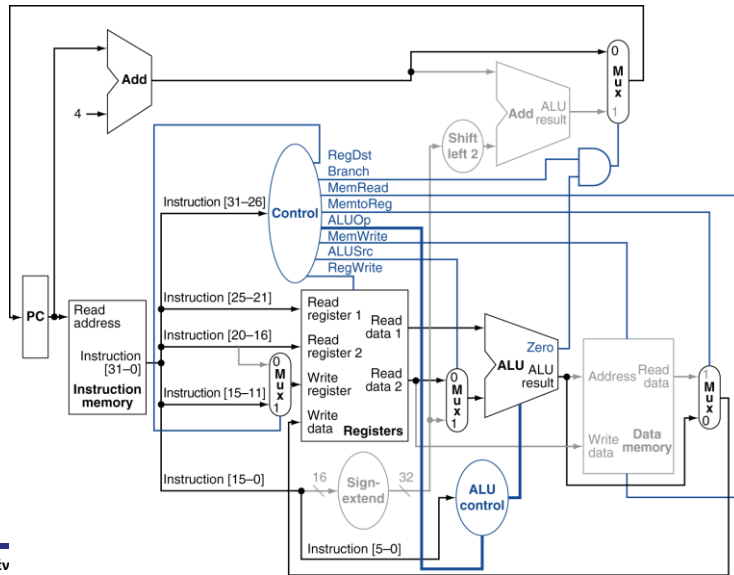 Add
4
0
M
u
x
1
Add
ALU
result
Shift
left 2
RegDst
Branch
MemRead
MemtoReg
ALUOp
MemWrite
ALUSrc
RegWrite
Control
Instruction [31–26]
PC
Read
address
Instruction
[31–0]
Instruction
memory
Instruction [25–21]
Instruction [20–16]
Instruction [15–11]
0
M
u
x
1
Read
register 1
Read
register 2
Write
register
Write
data
Read
data 1
Read
data 2
Registers
0
M
u
x
1
Zero
ALU
ALU
result
Address
Read
data
Write
data
Data
memory
1
M
u
x
0
Instruction [15–0]
16
Sign-
extend
32
ALU
control
Instruction [5–0]